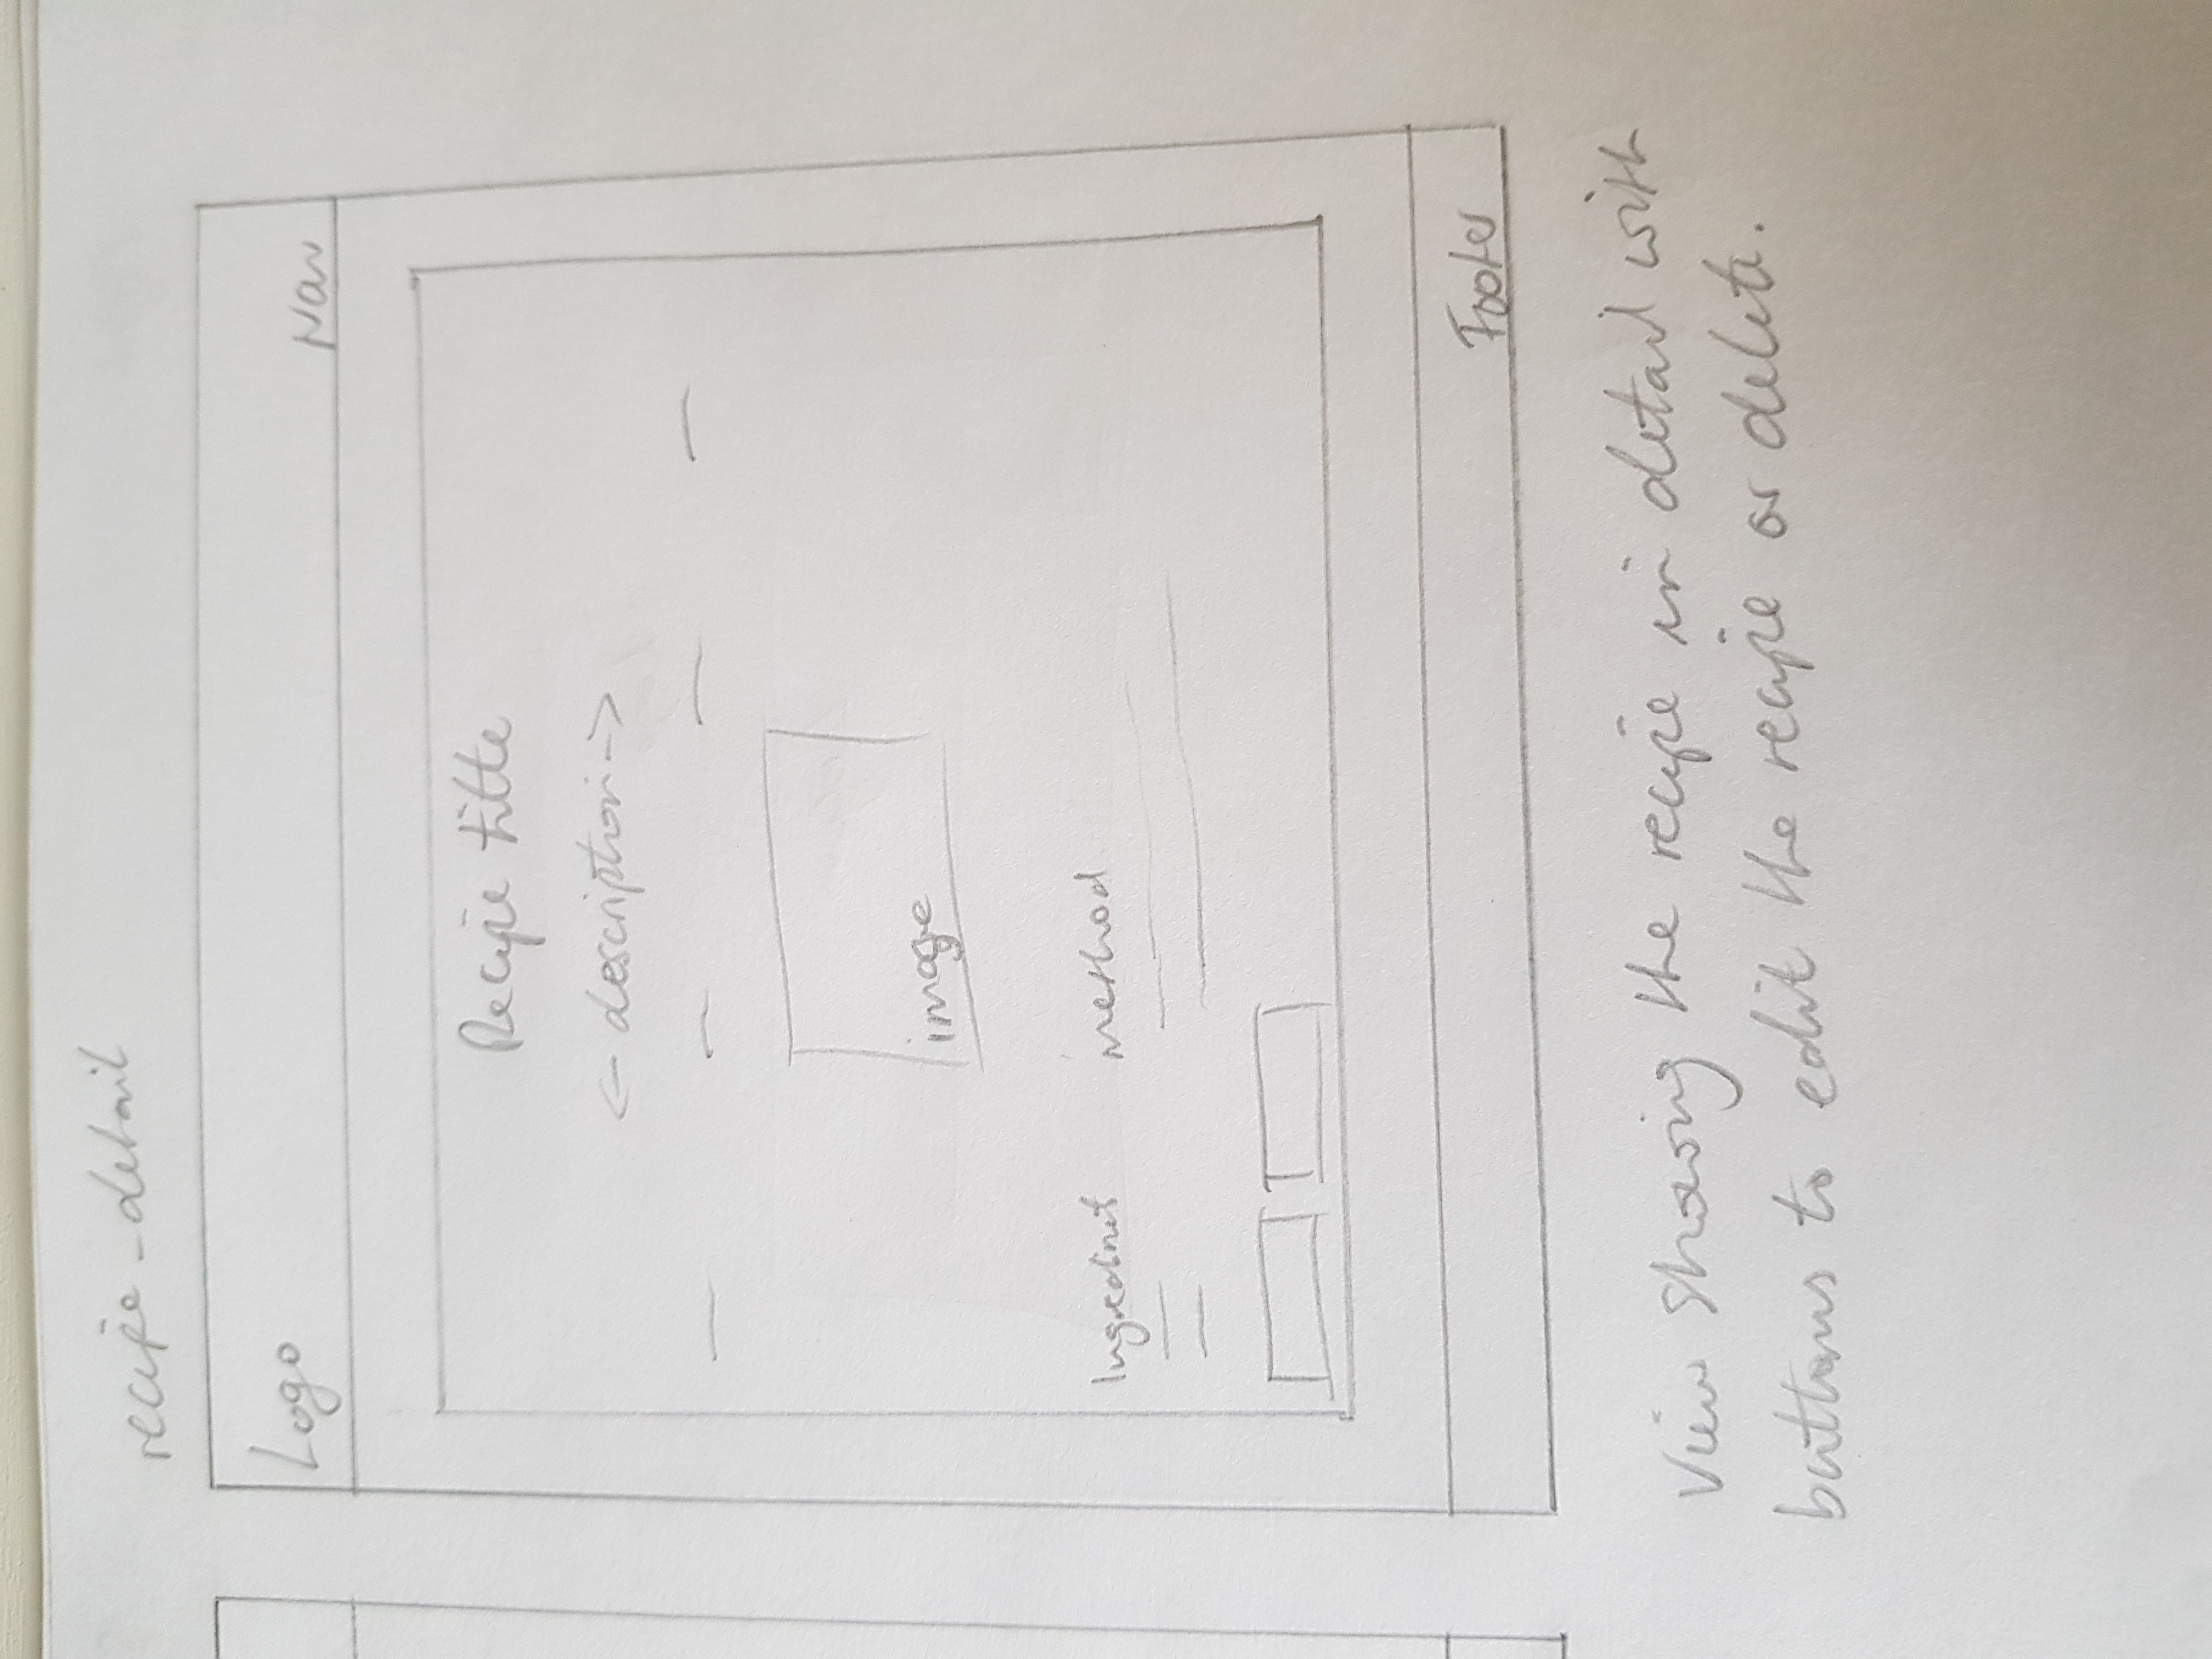 recipe_detail
Logo
Nav
Recipe title
<- description ->
image
Ingredinet method
Footer
View showing the recipe in detail with
buttons to edit the recipe or delete.